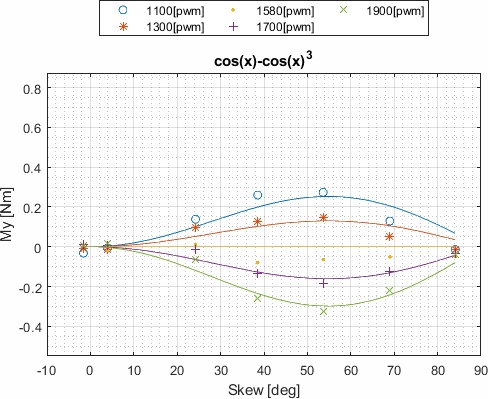 1100[pwm] 1580[pwm] 1900[pwm]
1300[pwm] 1700[pwm]
cos(x)-cos(x)³
0.8
0.6
0.4
0.2
0
-0.2
-0.4
My [Nm]
-10 0 10 20 30 40 50 60 70 80 90
Skew [deg]